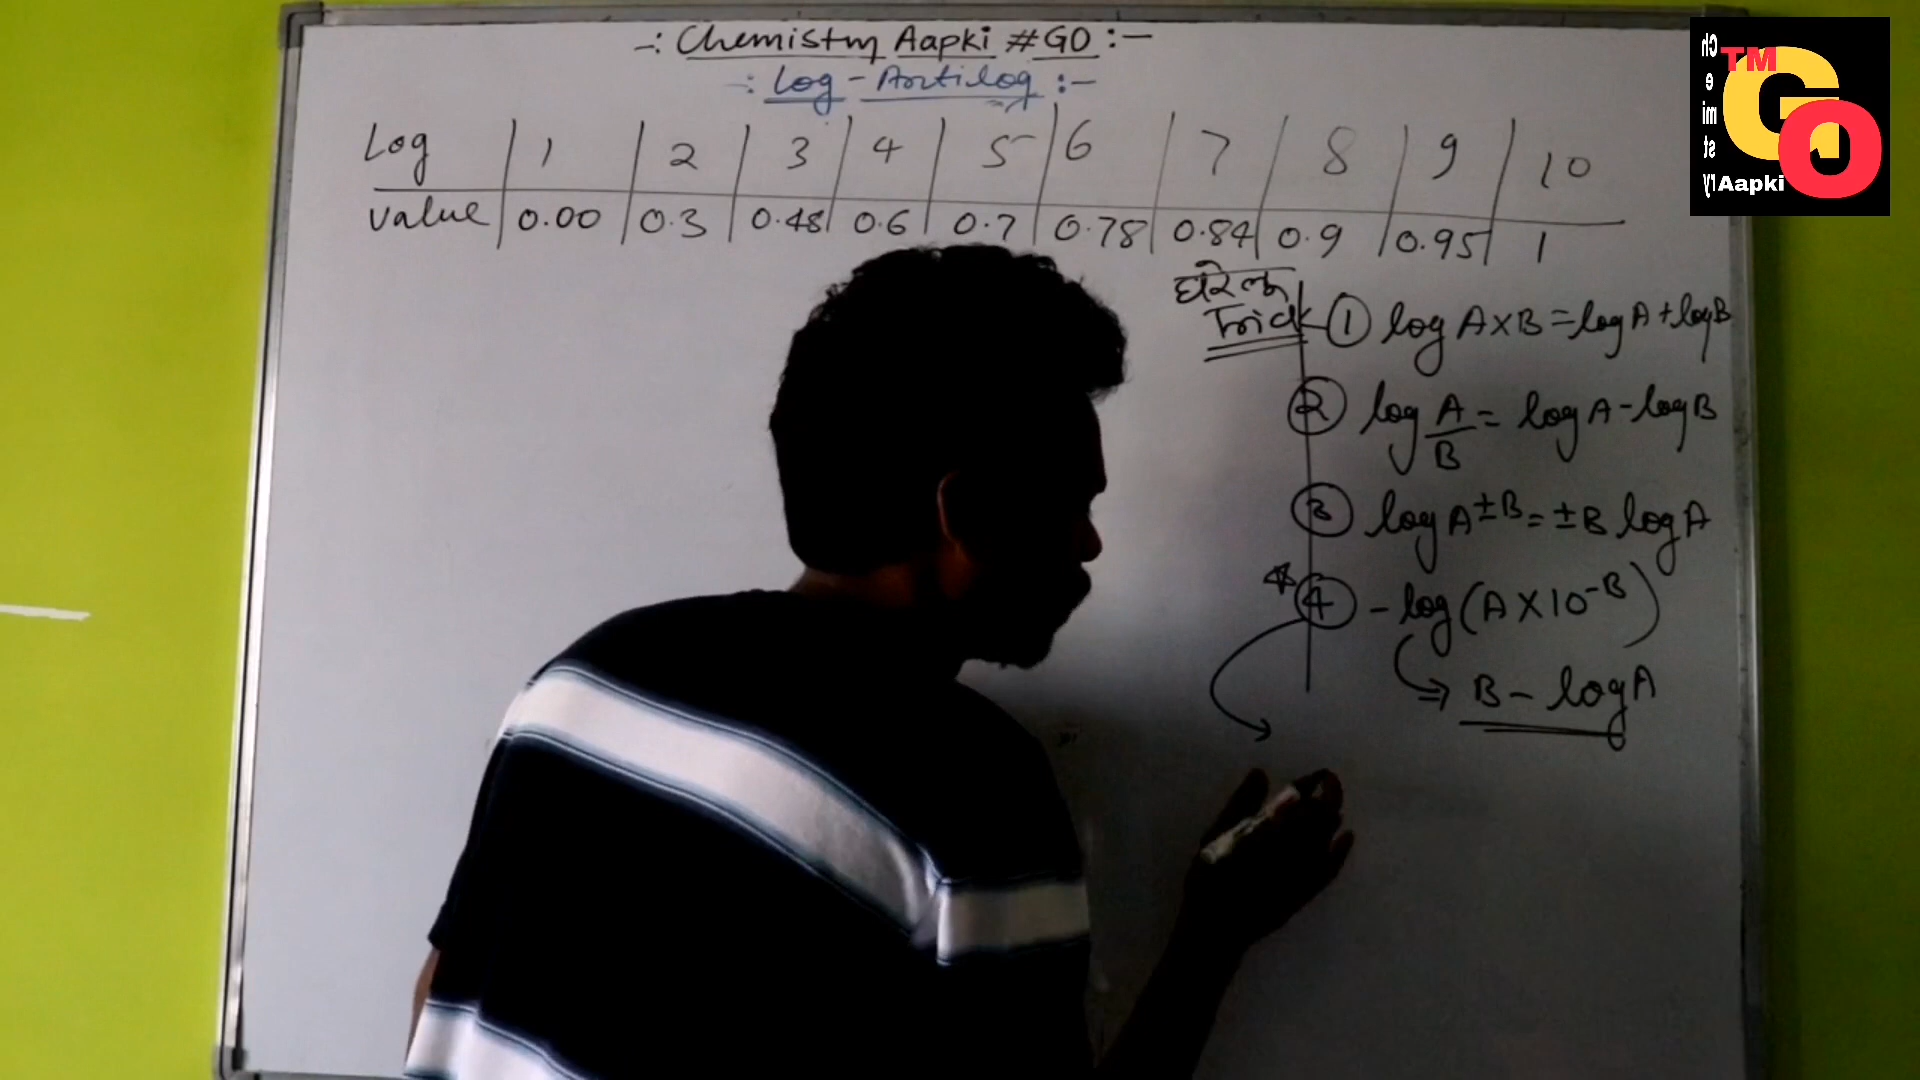 -: Chemistry Aapki #GO :-
: Log - Antilog :-
Log | 1 | 2 | 3 | 4 | 5 | 6 | 7 | 8 | 9 | 10
value | 0.00 | 0.3 | 0.48 | 0.6 | 0.7 | 0.78 | 0.84 | 0.9 | 0.95 | 1
घरेलू
Trick
① log A×B = log A + log B
② log A/B = log A - log B
③ log A^±B = ±B log A
④ - log (A × 10^-B)
⇒ B - log A
Chemistry
TM
GO
Aapki